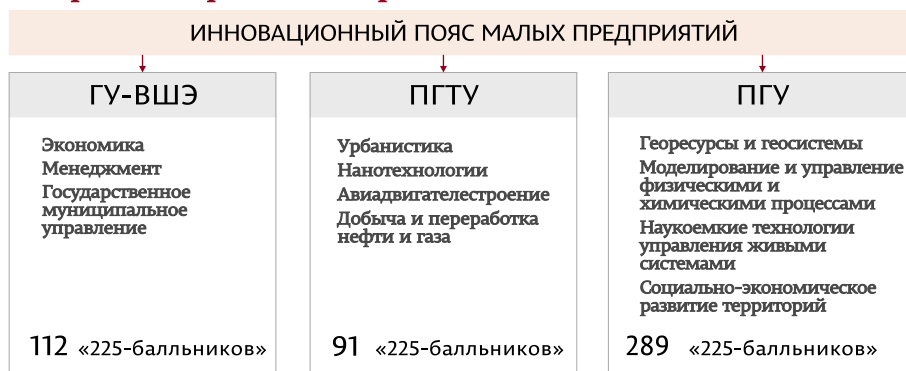 ИННОВАЦИОННЫЙ ПОЯС МАЛЫХ ПРЕДПРИЯТИЙ
ГУ-ВШЭ
Экономика
Менеджмент
Государственное
муниципальное
управление
112 «225-балльников»
ПГТУ
Урбанистика
Нанотехнологии
Авиадвигателестроение
Добыча и переработка
нефти и газа
91 «225-балльников»
ПГУ
Георесурсы и геосистемы
Моделирование и управление
физическими и
химическими процессами
Наукоемкие технологии
управления живыми
системами
Социально-экономическое
развитие территорий
289 «225-балльников»